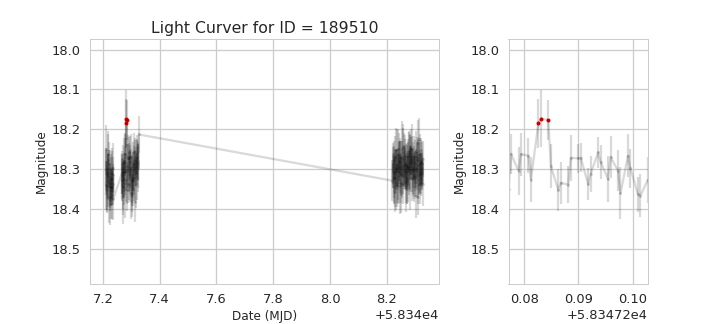 Light Curver for ID = 189510
Magnitude
18.0
18.1
18.2
18.3
18.4
18.5
7.2 7.4 7.6 7.8 8.0 8.2
Date (MJD)
+5.834e4
Magnitude
18.0
18.1
18.2
18.3
18.4
18.5
0.08 0.09 0.10
+5.83472e4